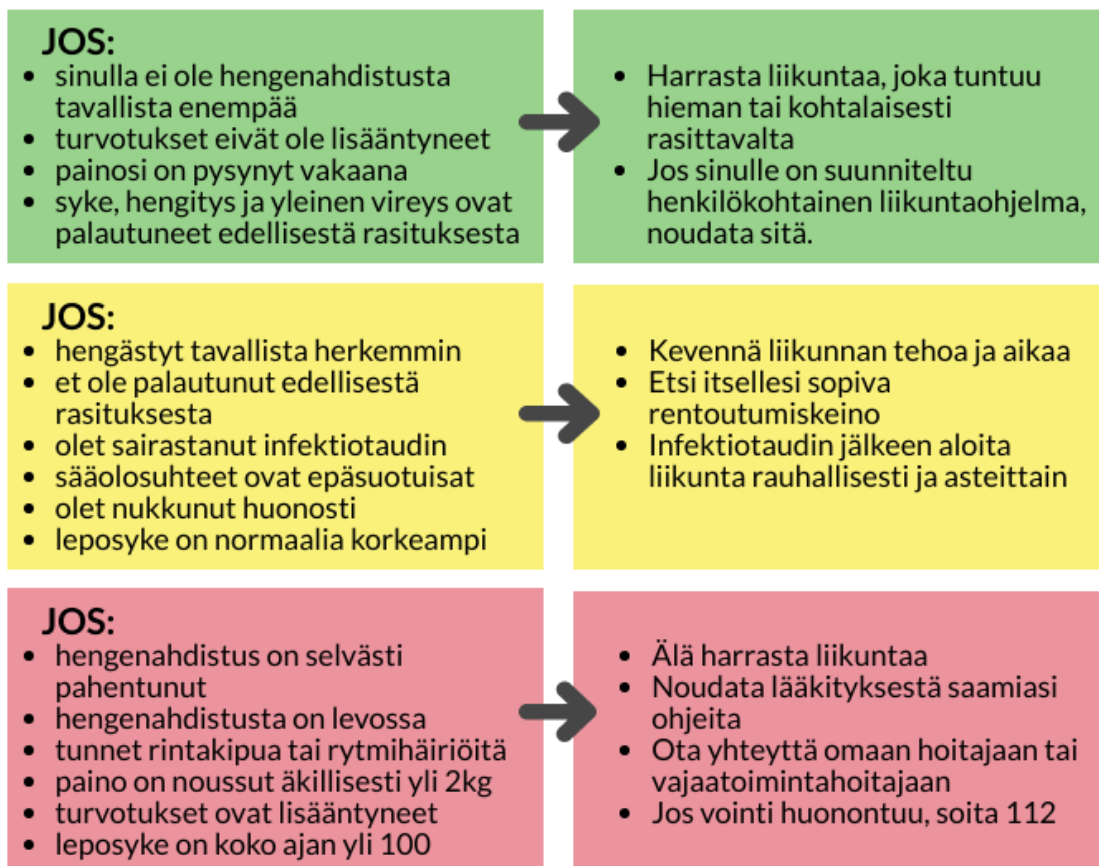 JOS:
• sinulla ei ole hengenahdistusta
tavallista enempää
• turvotukset eivät ole lisääntyneet
• painosi on pysynyt vakaana
• syke, hengitys ja yleinen vireys ovat
palautuneet edellisestä rasituksesta
• Harrasta liikuntaa, joka tuntuu
hieman tai kohtalaisesti
rasittavalta
• Jos sinulle on suunniteltu
henkilökohtainen liikuntaohjelma,
noudata sitä.
JOS:
• hengästyt tavallista herkemmin
• et ole palautunut edellisestä
rasituksesta
• olet sairastanut infektiotaudin
• sääolosuhteet ovat epäsuotuisat
• olet nukkunut huonosti
• leposyke on normaalia korkeampi
• Kevennä liikunnan tehoa ja aikaa
• Etsi itsellesi sopiva
rentoutumiskeino
• Infektiotaudin jälkeen aloita
liikunta rauhallisesti ja asteittain
JOS:
• hengenahdistus on selvästi
pahentunut
• hengenahdistusta on levossa
• tunnet rintakipua tai rytmihäiriöitä
• paino on noussut äkillisesti yli 2kg
• turvotukset ovat lisääntyneet
• leposyke on koko ajan yli 100
• Älä harrasta liikuntaa
• Noudata lääkityksestä saamiasi
ohjeita
• Ota yhteyttä omaan hoitajaan tai
vajaatoimintahoitajaan
• Jos vointi huonontuu, soita 112